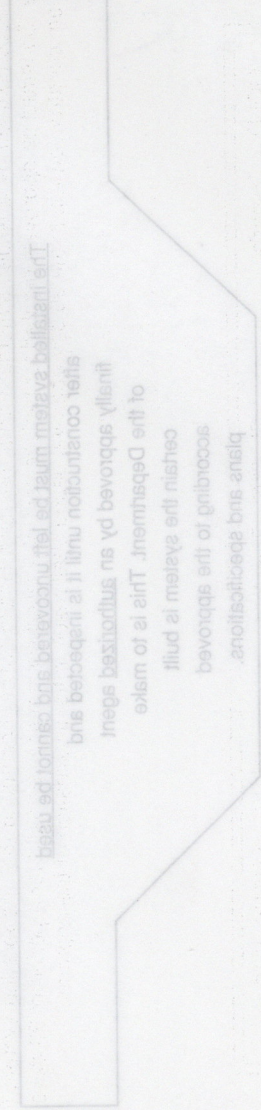 The installed system must be left uncovered and cannot be used
after construction until it is inspected and
finally approved by an authorized agent
of the Department. This is to make
certain the system is built
according to the approved
plans and specifications.